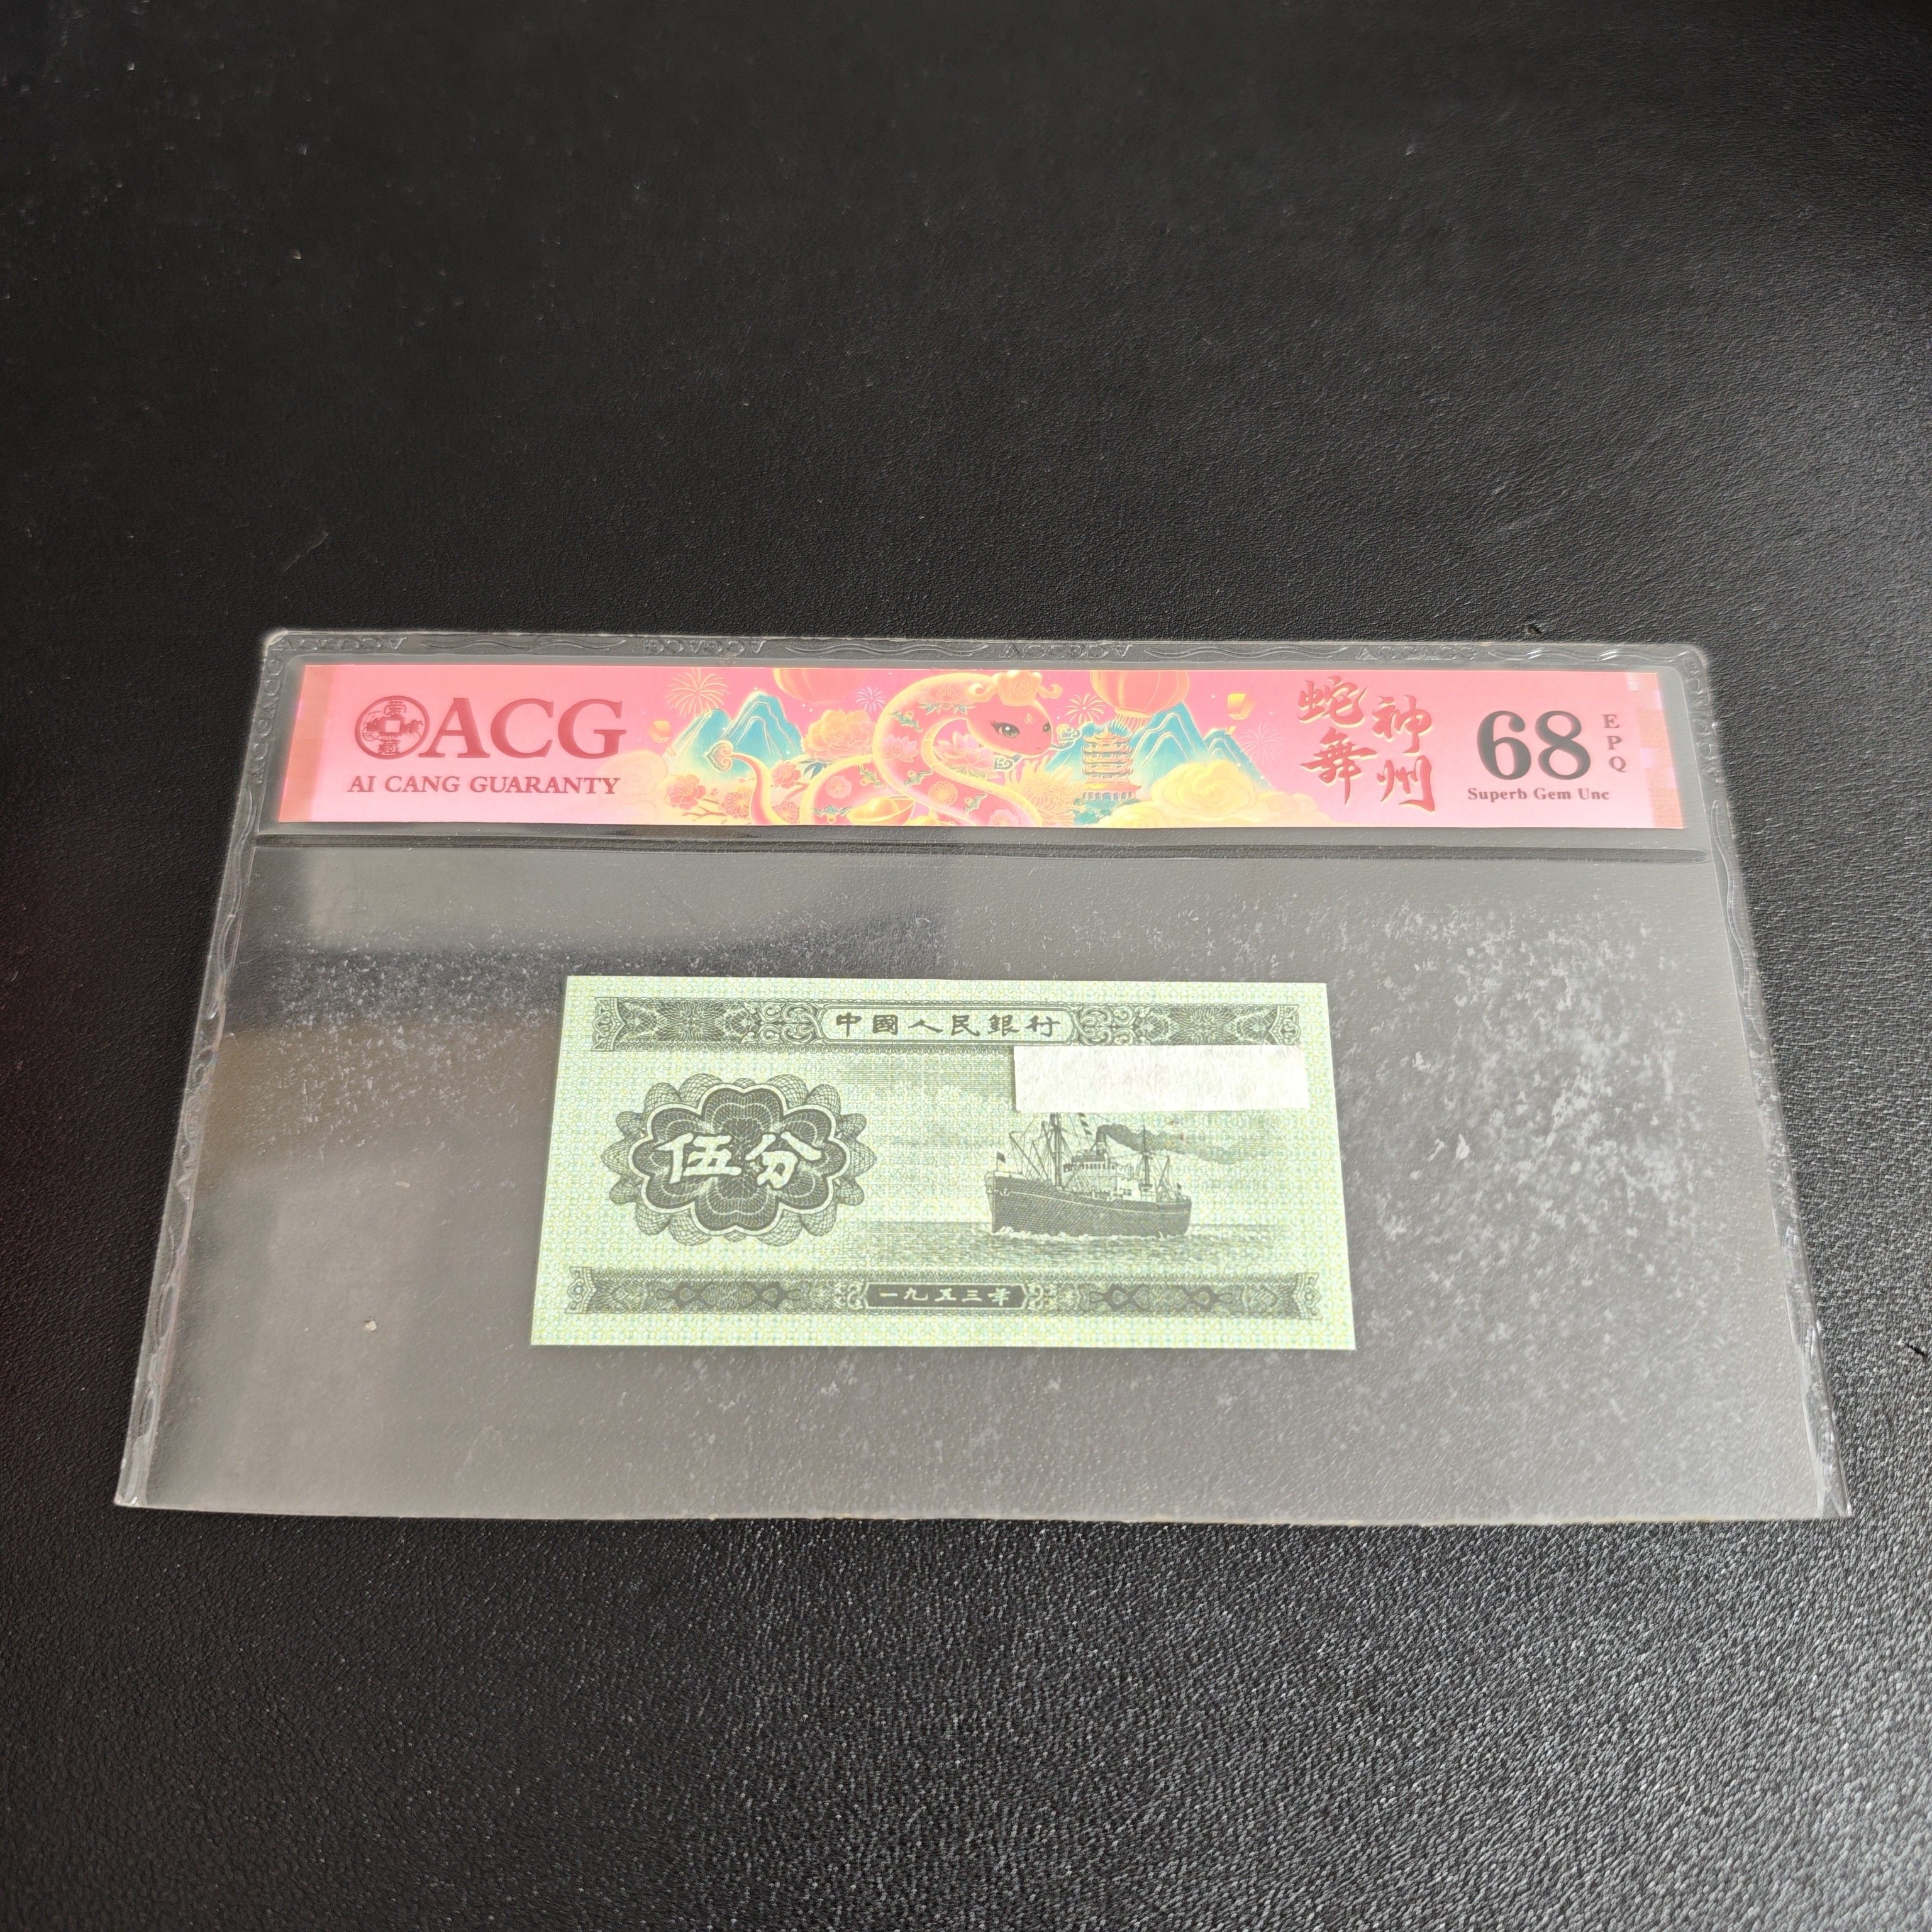 ACG
AI CANG GUARANTY
蛇舞
神州
68
EPQ
Superb Gem Unc
中國人民銀行
伍分
一九五三年